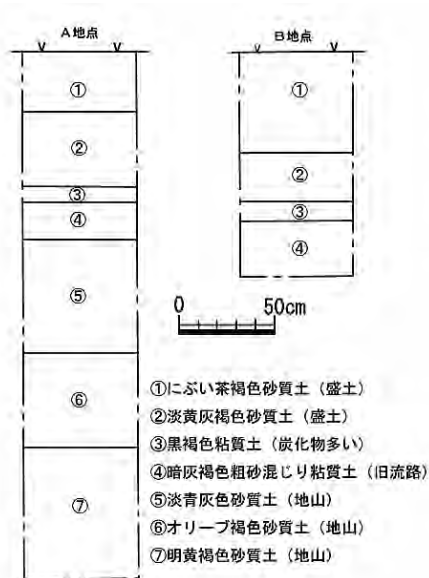 A地点
B地点
①
②
③
④
⑤
⑥
⑦
①
②
③
④
0 50cm
①にぶい茶褐色砂質土（盛土）
②淡黄灰褐色砂質土（盛土）
③黒褐色粘質土（炭化物多い）
④暗灰褐色粗砂混じり粘質土（旧流路）
⑤淡青灰色砂質土（地山）
⑥オリーブ褐色砂質土（地山）
⑦明黄褐色砂質土（地山）